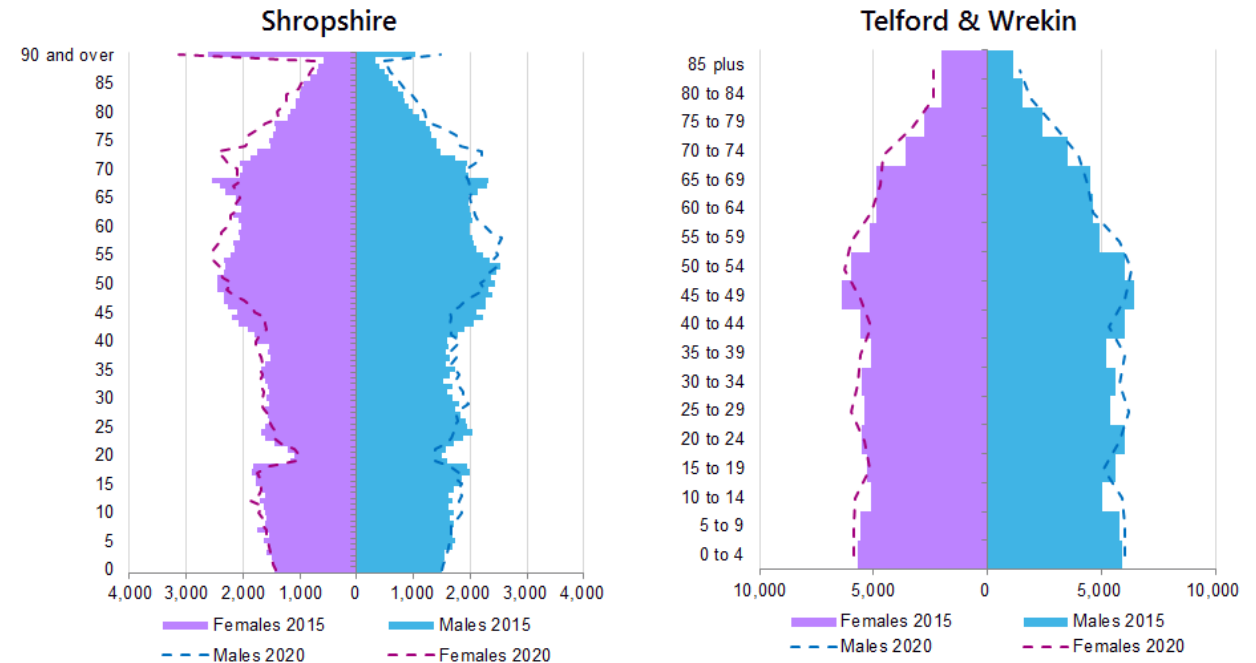 Shropshire
90 and over
85
80
75
70
65
60
55
50
45
40
35
30
25
20
15
10
5
0
4,000 3,000 2,000 1,000 0 1,000 2,000 3,000 4,000
Females 2015 Males 2015
Males 2020 Females 2020
Telford & Wrekin
85 plus
80 to 84
75 to 79
70 to 74
65 to 69
60 to 64
55 to 59
50 to 54
45 to 49
40 to 44
35 to 39
30 to 34
25 to 29
20 to 24
15 to 19
10 to 14
5 to 9
0 to 4
10,000 5,000 0 5,000 10,000
Females 2015 Males 2015
Males 2020 Females 2020